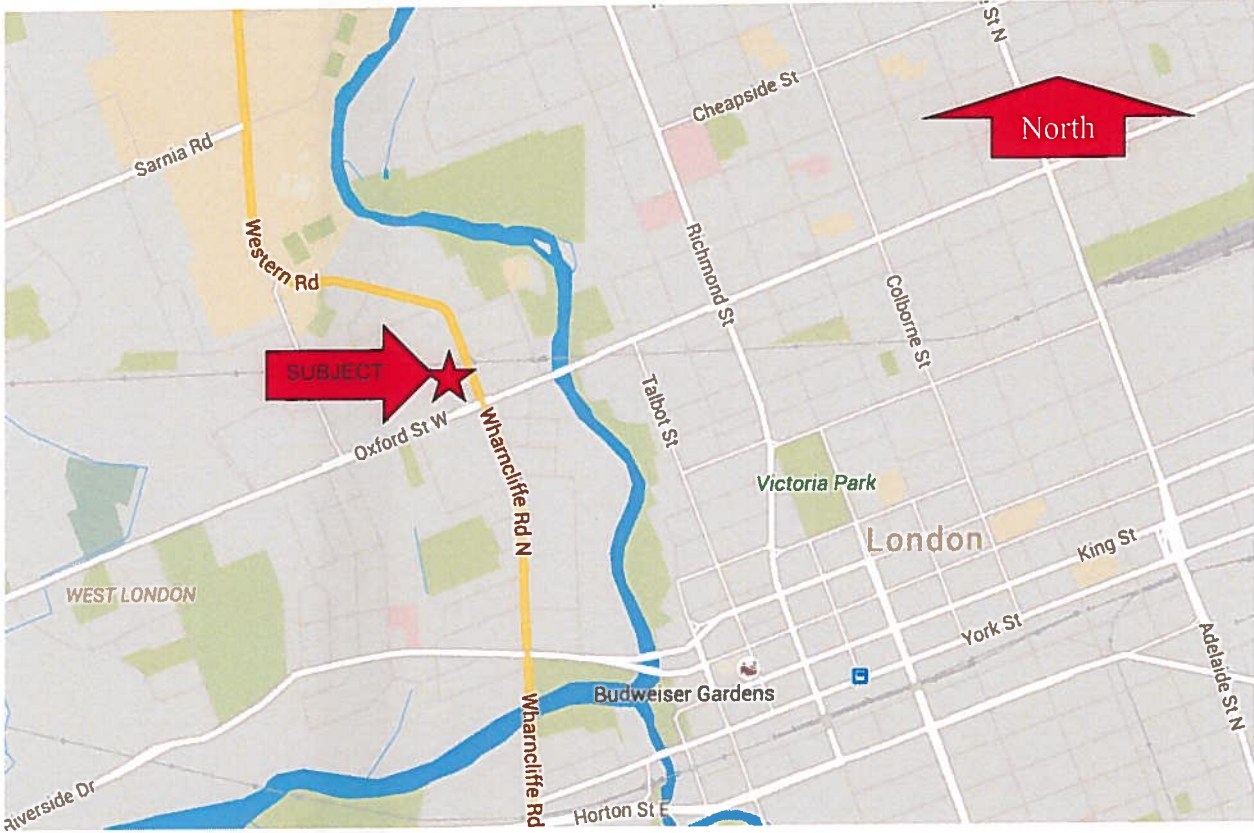 St N
Cheapside St
North
Sarnia Rd
Western Rd
Richmond St
Colborne St
SUBJECT
Talbot St
Oxford St W
Wharncliffe Rd N
Victoria Park
London
King St
WEST LONDON
York St
Adelaide St N
Budweiser Gardens
Wharncliffe Rd
Riverside Dr
Horton St E